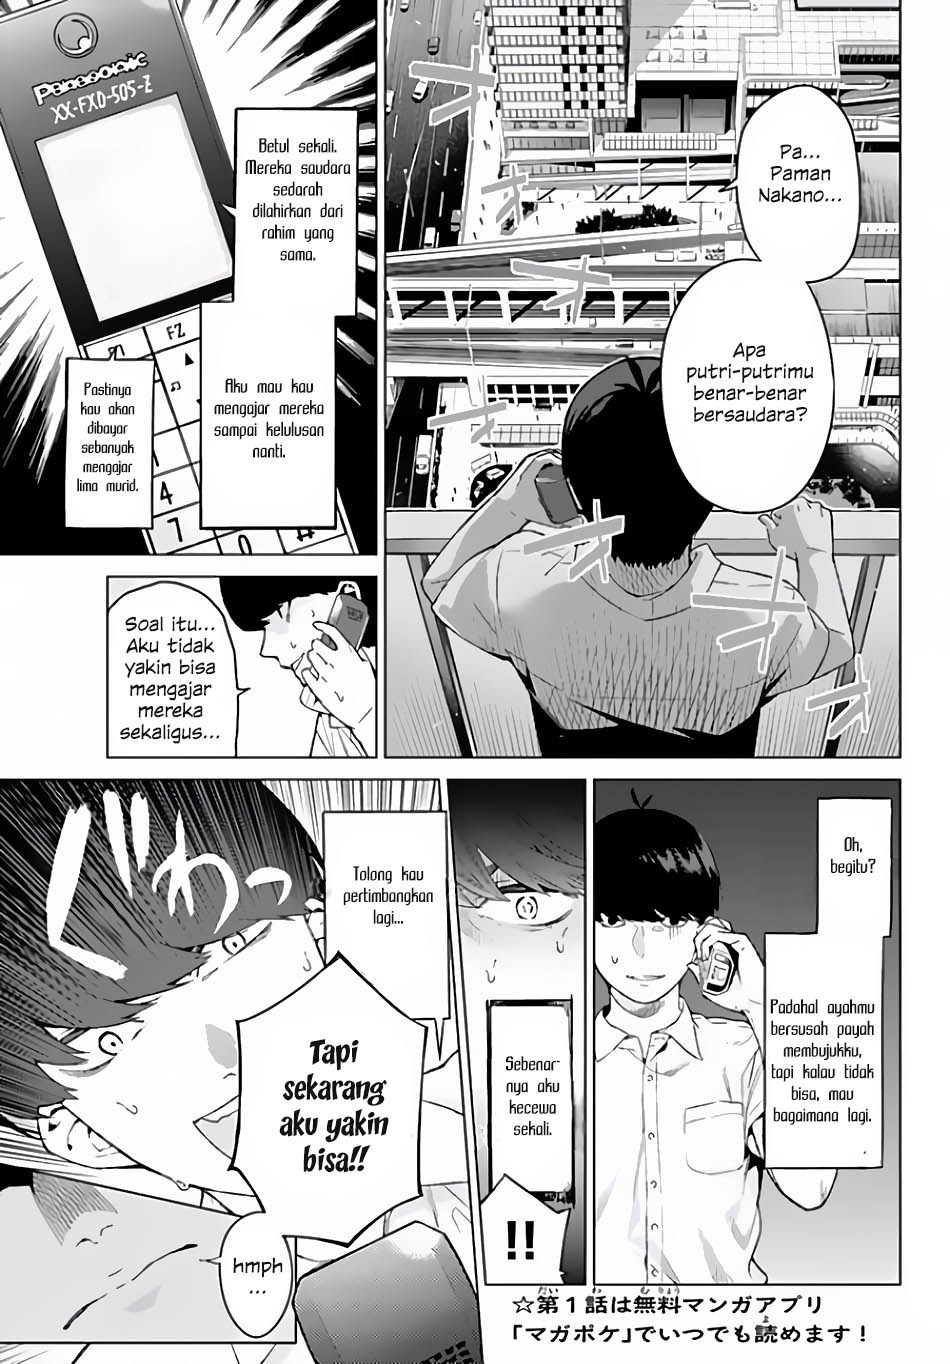 Pa...
Paman
Nakano...
Apa
putri-putrimu
benar-benar
bersaudara?
Panasonic
XX-FXD-505-Z
FZ
4
7
0
#
Betul sekali.
Mereka saudara
sedarah
dilahirkan dari
rahim yang
sama.
Aku mau kau
mengajar mereka
sampai kelulusan
nanti.
Pastinya
kau akan
dibayar
sebanyak
mengajar
lima murid.
Soal itu...
Aku tidak
yakin bisa
mengajar
mereka
sekaligus...
Oh,
begitu?
Padahal ayahmu
bersusah payah
membujukku,
tapi kalau tidak
bisa, mau
bagaimana lagi.
Sebenar-
nya aku
kecewa
sekali.
!!
Tolong kau
pertimbangkan
lagi...
ぐわっ
Tapi
sekarang
aku yakin
bisa!!
hmph
...
☆第1話は無料マンガアプリ
「マガポケ」でいつでも読めます！